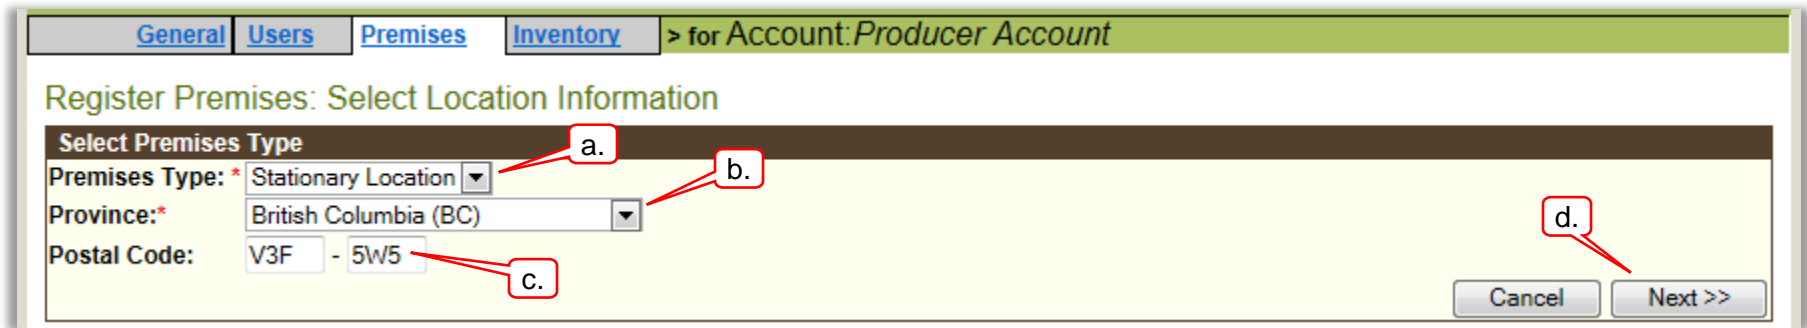 General Users Premises Inventory > for Account:Producer Account
Register Premises: Select Location Information
Select Premises Type
a.
Premises Type: * Stationary Location
b.
Province:* British Columbia (BC)
d.
Postal Code: V3F - 5W5
c.
Cancel Next >>